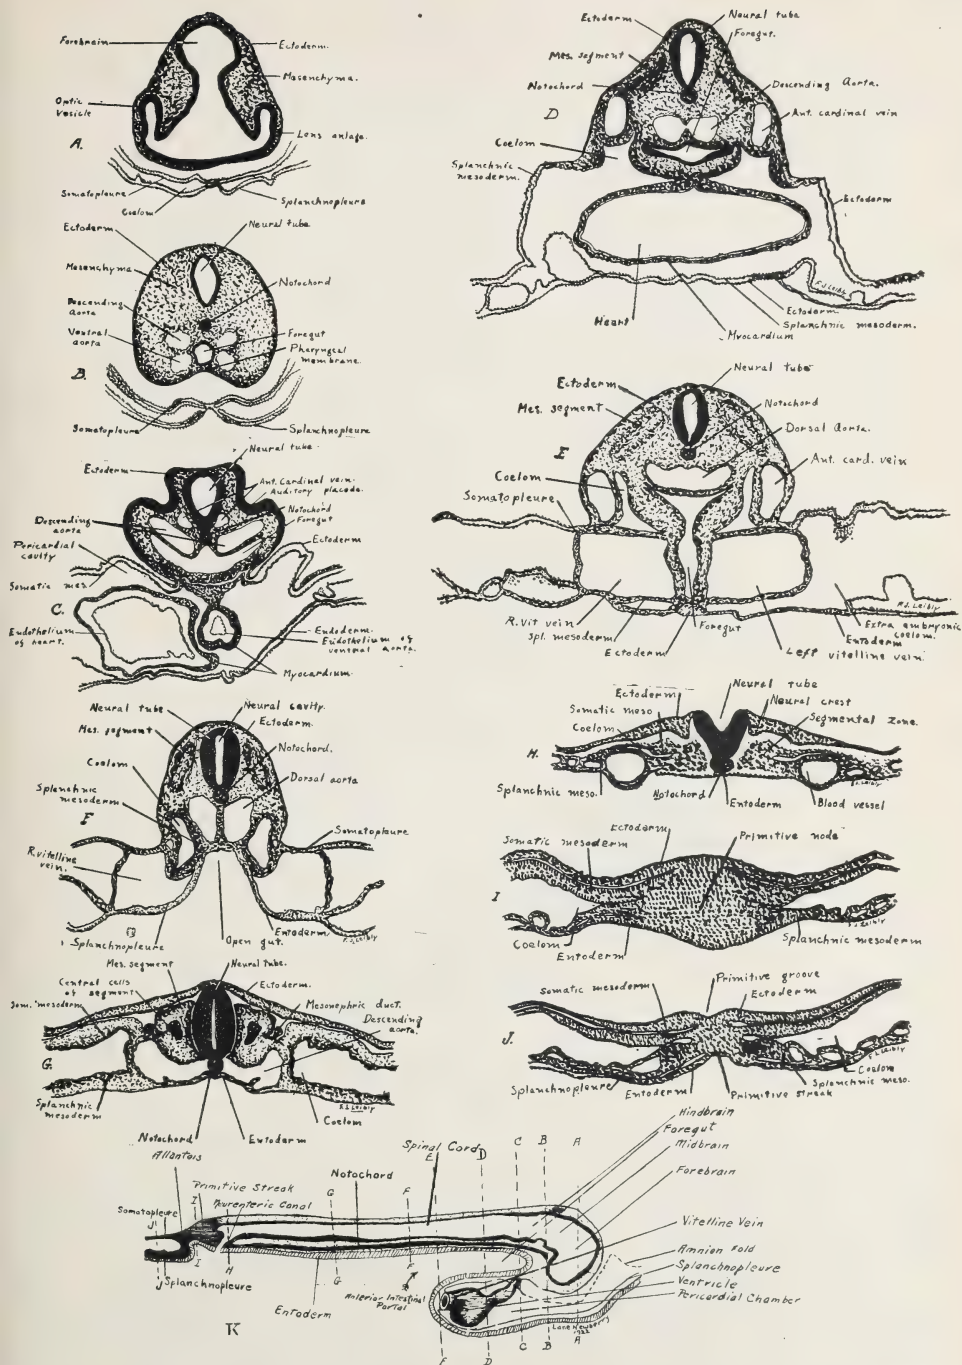 Forebrain
Ectoderm.
Mesenchyma.
Optic
Vesicle
Lens anlage.
A.
Somatopleure
Coelom
Splanchnopleure
Ectoderm
Neural tube
Mesenchyma
Notochord
Descending
aorta
Ventral
aorta
Foregut
Pharyngeal
membrane.
B.
Somatopleure
Splanchnopleure
Neural tube
Ectoderm
Ant. Cardinal vein.
Auditory placode.
Descending
aorta
Notochord
Foregut
Ectoderm
Pericardial
cavity
Somatic mes.
C.
Endothelium
of heart.
Endoderm.
Endothelium of
ventral aorta.
Myocardium.
Ectoderm
Neural tube
Foregut.
Mes. segment
Notochord
Descending Aorta.
D
Ant. cardinal vein
Coelom
Splanchnic
mesoderm.
Ectoderm
F.J. Leibly
Ectoderm
Splanchnic mesoderm.
Heart
Myocardium
Neural tube
Ectoderm
Mes. segment
Notochord
Dorsal Aorta.
E
Ant. card. vein
Coelom
Somatopleure
F.J. Leibly
R. Vit vein
Spl. mesoderm
Foregut
Ectoderm
Extra embryonic
coelom.
Entoderm
Left vitelline vein.
Neural tube
Neural cavity.
Ectoderm.
Mes. segment
Notochord.
Coelom
Dorsal aorta
Splanchnic
mesoderm
F
Somatopleure
R. vitelline
vein.
Splanchnopleure
Open gut.
Entoderm
F.J. Leibly
Ectoderm
Neural tube
Neural crest
Somatic meso
Segmental Zone.
Coelom
H.
Splanchnic meso.
Notochord
Entoderm
Blood vessel
Ectoderm
Primitive node
Somatic mesoderm
I
Coelom
Entoderm
Splanchnic mesoderm
Mes. segment
Neural tube.
Central cells
of segment
Ectoderm.
Som. mesoderm
Mesonephric duct.
Descending
aorta.
G.
Splanchnic
mesoderm
F.J. Leibly
Coelom
Notochord
Entoderm
Primitive groove
Somatic mesoderm
Ectoderm
J.
Coelom
Splanchnopleure
Entoderm
Primitive streak
Splanchnic meso.
Allantois
Primitive Streak
Neurenteric Canal
Notochord
Spinal Cord
Hindbrain
Foregut
Midbrain
Forebrain
Vitelline Vein
Amnion Fold
Splanchnopleure
Ventricle
Pericardial Chamber
Somatopleure
Splanchnopleure
Entoderm
Anterior Intestinal
Portal
J I H G F E D C B A
J I G F E D C B A
K